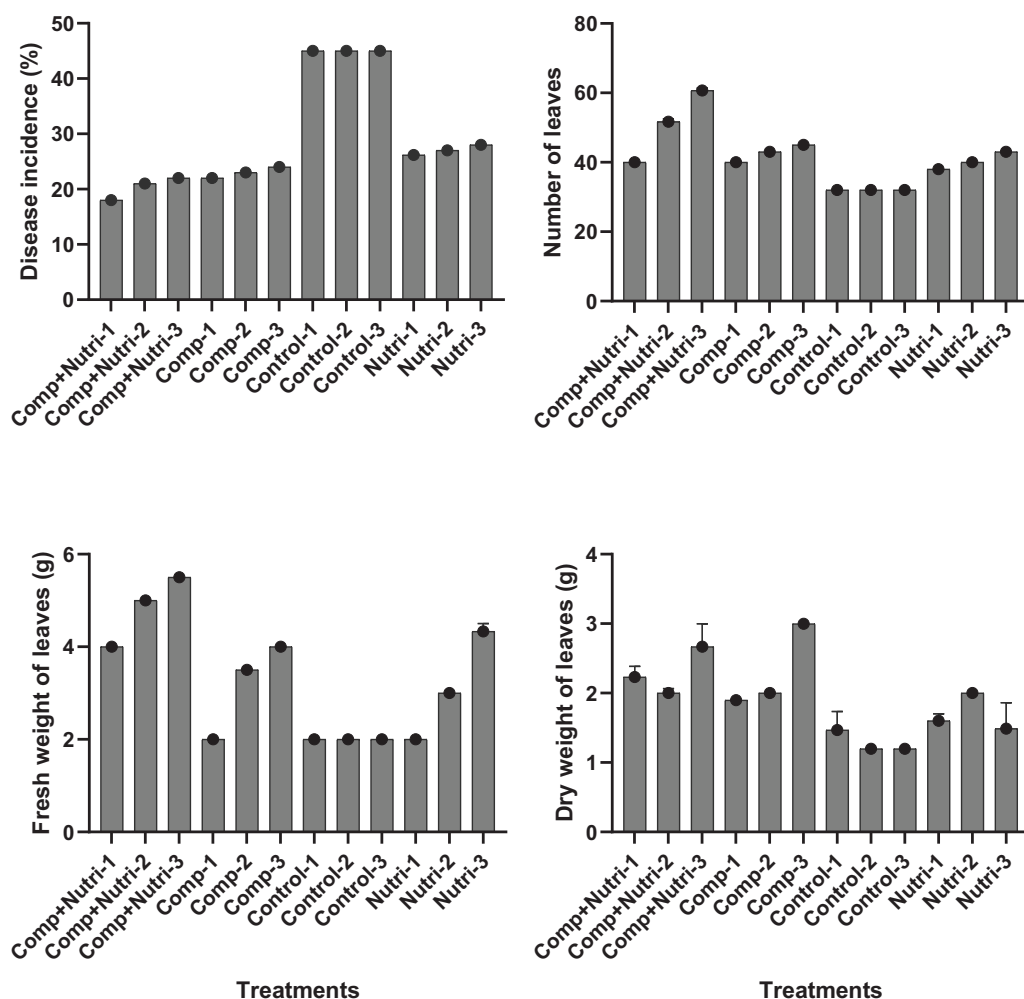 Disease incidence (%)
50
40
30
20
10
0
Comp+Nutri-1
Comp+Nutri-2
Comp+Nutri-3
Comp-1
Comp-2
Comp-3
Control-1
Control-2
Control-3
Nutri-1
Nutri-2
Nutri-3
Number of leaves
80
60
40
20
0
Comp+Nutri-1
Comp+Nutri-2
Comp+Nutri-3
Comp-1
Comp-2
Comp-3
Control-1
Control-2
Control-3
Nutri-1
Nutri-2
Nutri-3
Fresh weight of leaves (g)
6
4
2
0
Comp+Nutri-1
Comp+Nutri-2
Comp+Nutri-3
Comp-1
Comp-2
Comp-3
Control-1
Control-2
Control-3
Nutri-1
Nutri-2
Nutri-3
Treatments
Dry weight of leaves (g)
4
3
2
1
0
Comp+Nutri-1
Comp+Nutri-2
Comp+Nutri-3
Comp-1
Comp-2
Comp-3
Control-1
Control-2
Control-3
Nutri-1
Nutri-2
Nutri-3
Treatments